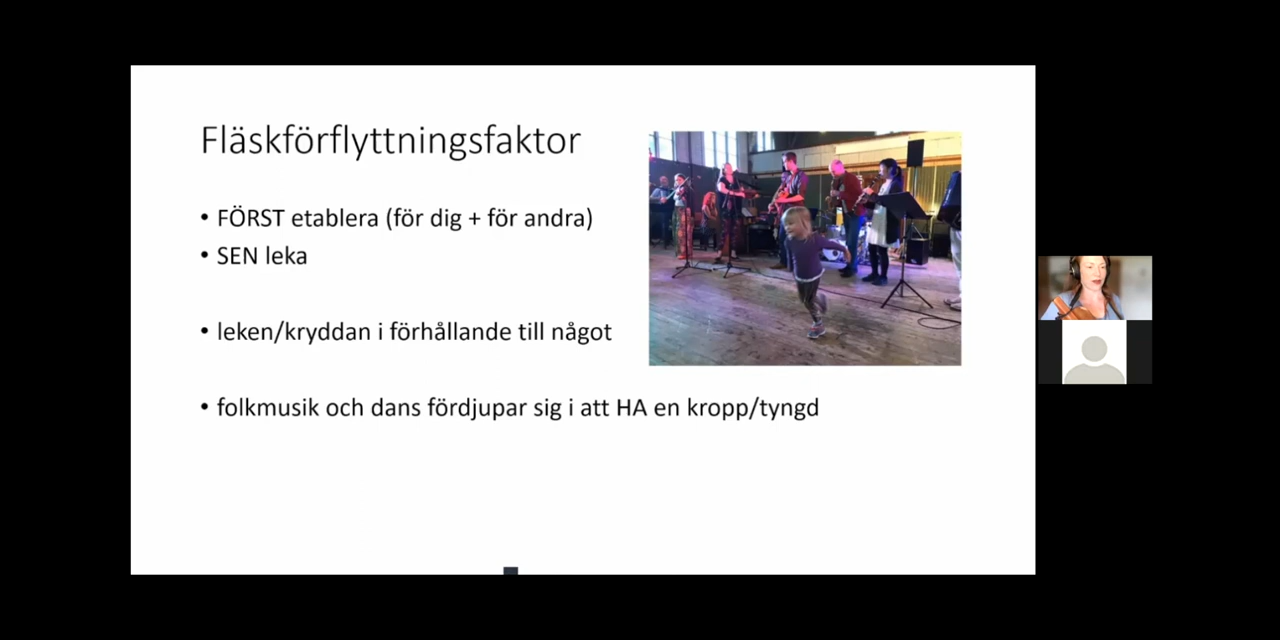 Fläskförflyttningsfaktor
• FÖRST etablera (för dig + för andra)
• SEN leka
• leken/kryddan i förhållande till något
• folkmusik och dans fördjupar sig i att HA en kropp/tyngd